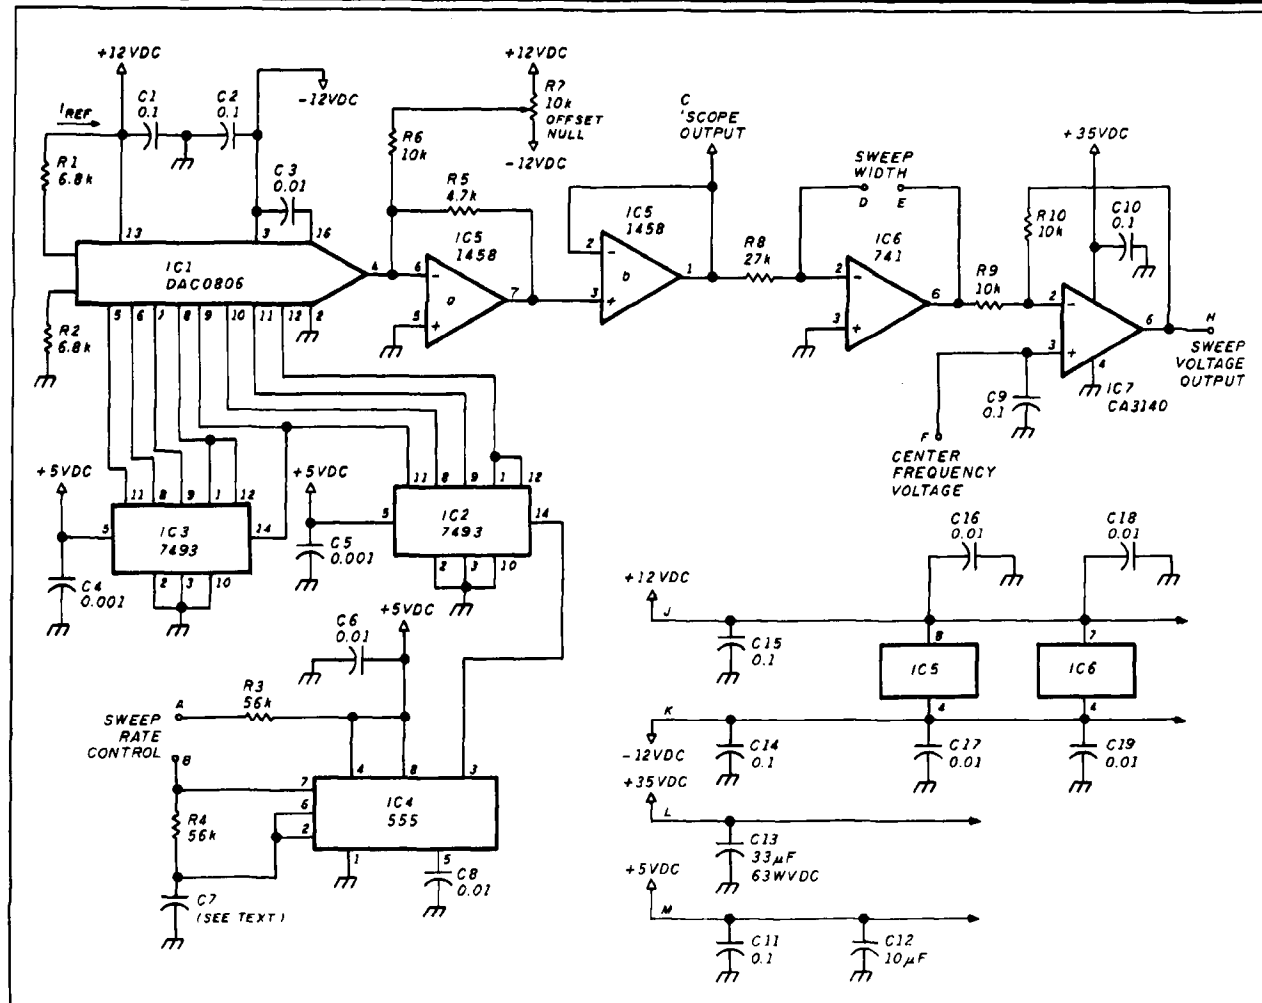 +12VDC
IREF
C1
0.1
C2
0.1
-12VDC
R1
6.8k
C3
0.01
13
3
16
IC1
DAC0806
4
R2
6.8k
5
6
7
8
9
10
11
12
2
+12VDC
R7
10k
OFFSET
NULL
-12VDC
R6
10k
R5
4.7k
IC5
1458
6
-
a
7
5
+
C
'SCOPE
OUTPUT
IC5
1458
2
-
b
1
3
+
R8
27k
SWEEP
WIDTH
D
E
IC6
741
2
-
6
3
+
R9
10k
+35VDC
R10
10k
C10
0.1
2
-
3
+
6
4
H
SWEEP
VOLTAGE
OUTPUT
IC7
CA3140
C9
0.1
F
CENTER
FREQUENCY
VOLTAGE
+5VDC
11
8
9
1
12
5
IC3
7493
14
2
3
10
C4
0.001
+5VDC
11
8
9
1
12
5
IC2
7493
14
2
3
10
C5
0.001
C6
0.01
+5VDC
A
R3
56k
SWEEP
RATE
CONTROL
B
4
8
3
7
6
2
IC4
555
R4
56k
1
5
C8
0.01
C7
(SEE TEXT)
C16
0.01
C18
0.01
+12VDC
J
C15
0.1
8
IC5
4
7
IC6
4
K
-12VDC
C14
0.1
C17
0.01
C19
0.01
+35VDC
L
C13
33µF
63WVDC
+5VDC
M
C11
0.1
C12
10µF